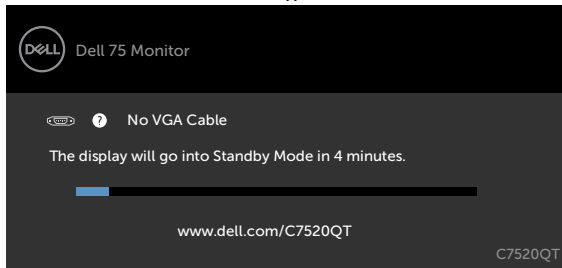 DELL
Dell 75 Monitor
? No VGA Cable
The display will go into Standby Mode in 4 minutes.
www.dell.com/C7520QT
C7520QT